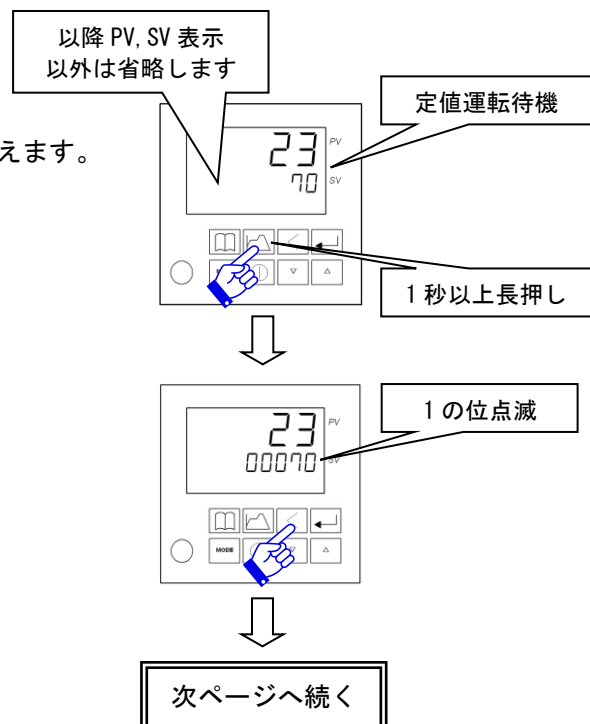 以降 PV, SV 表示
以外は省略します
定値運転待機
えます。
23 PV
70 SV
1 秒以上長押し
1 の位点滅
23 PV
00070 SV
MODE
次ページへ続く